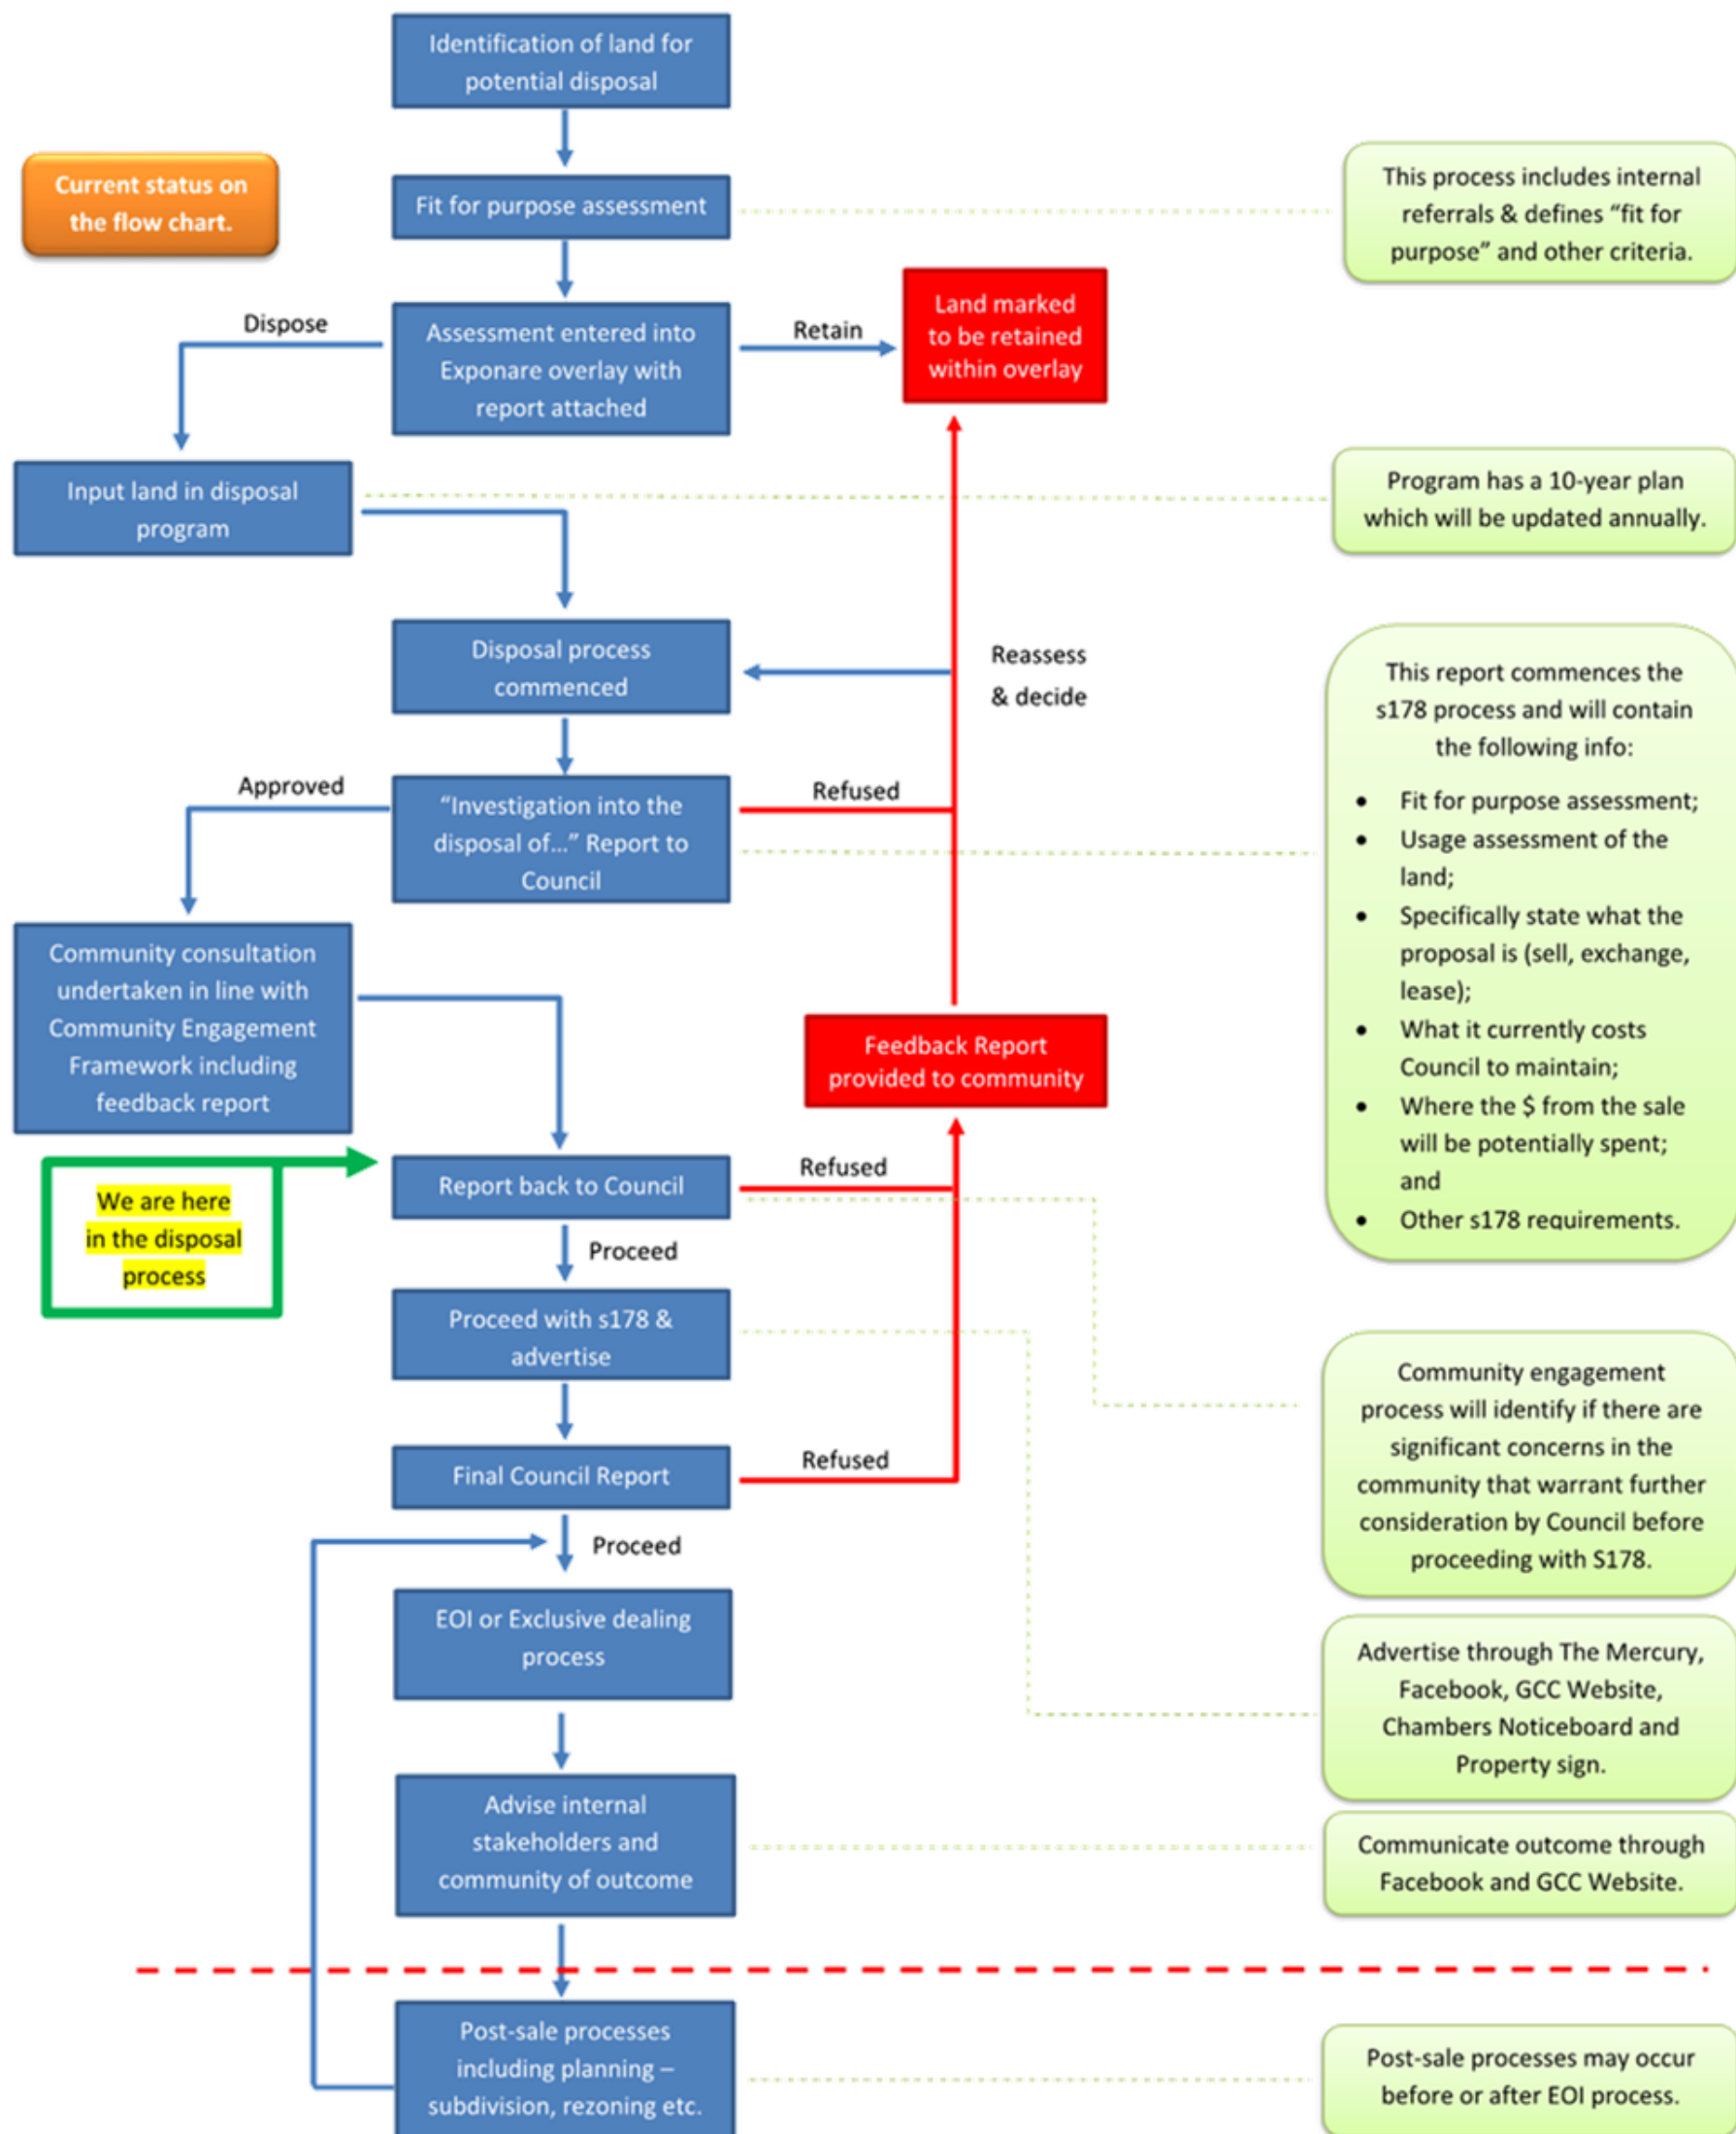 Identification of land for
potential disposal
Current status on
the flow chart.
Fit for purpose assessment
This process includes internal
referrals & defines “fit for
purpose” and other criteria.
Dispose
Assessment entered into
Exponare overlay with
report attached
Retain
Land marked
to be retained
within overlay
Input land in disposal
program
Program has a 10-year plan
which will be updated annually.
Disposal process
commenced
Reassess
& decide
This report commences the
s178 process and will contain
the following info:
• Fit for purpose assessment;
• Usage assessment of the
land;
• Specifically state what the
proposal is (sell, exchange,
lease);
• What it currently costs
Council to maintain;
• Where the $ from the sale
will be potentially spent;
and
• Other s178 requirements.
Approved
“Investigation into the
disposal of...” Report to
Council
Refused
Community consultation
undertaken in line with
Community Engagement
Framework including
feedback report
Feedback Report
provided to community
We are here
in the disposal
process
Report back to Council
Refused
Proceed
Proceed with s178 &
advertise
Community engagement
process will identify if there are
significant concerns in the
community that warrant further
consideration by Council before
proceeding with S178.
Final Council Report
Refused
Proceed
EOI or Exclusive dealing
process
Advertise through The Mercury,
Facebook, GCC Website,
Chambers Noticeboard and
Property sign.
Advise internal
stakeholders and
community of outcome
Communicate outcome through
Facebook and GCC Website.
Post-sale processes
including planning –
subdivision, rezoning etc.
Post-sale processes may occur
before or after EOI process.